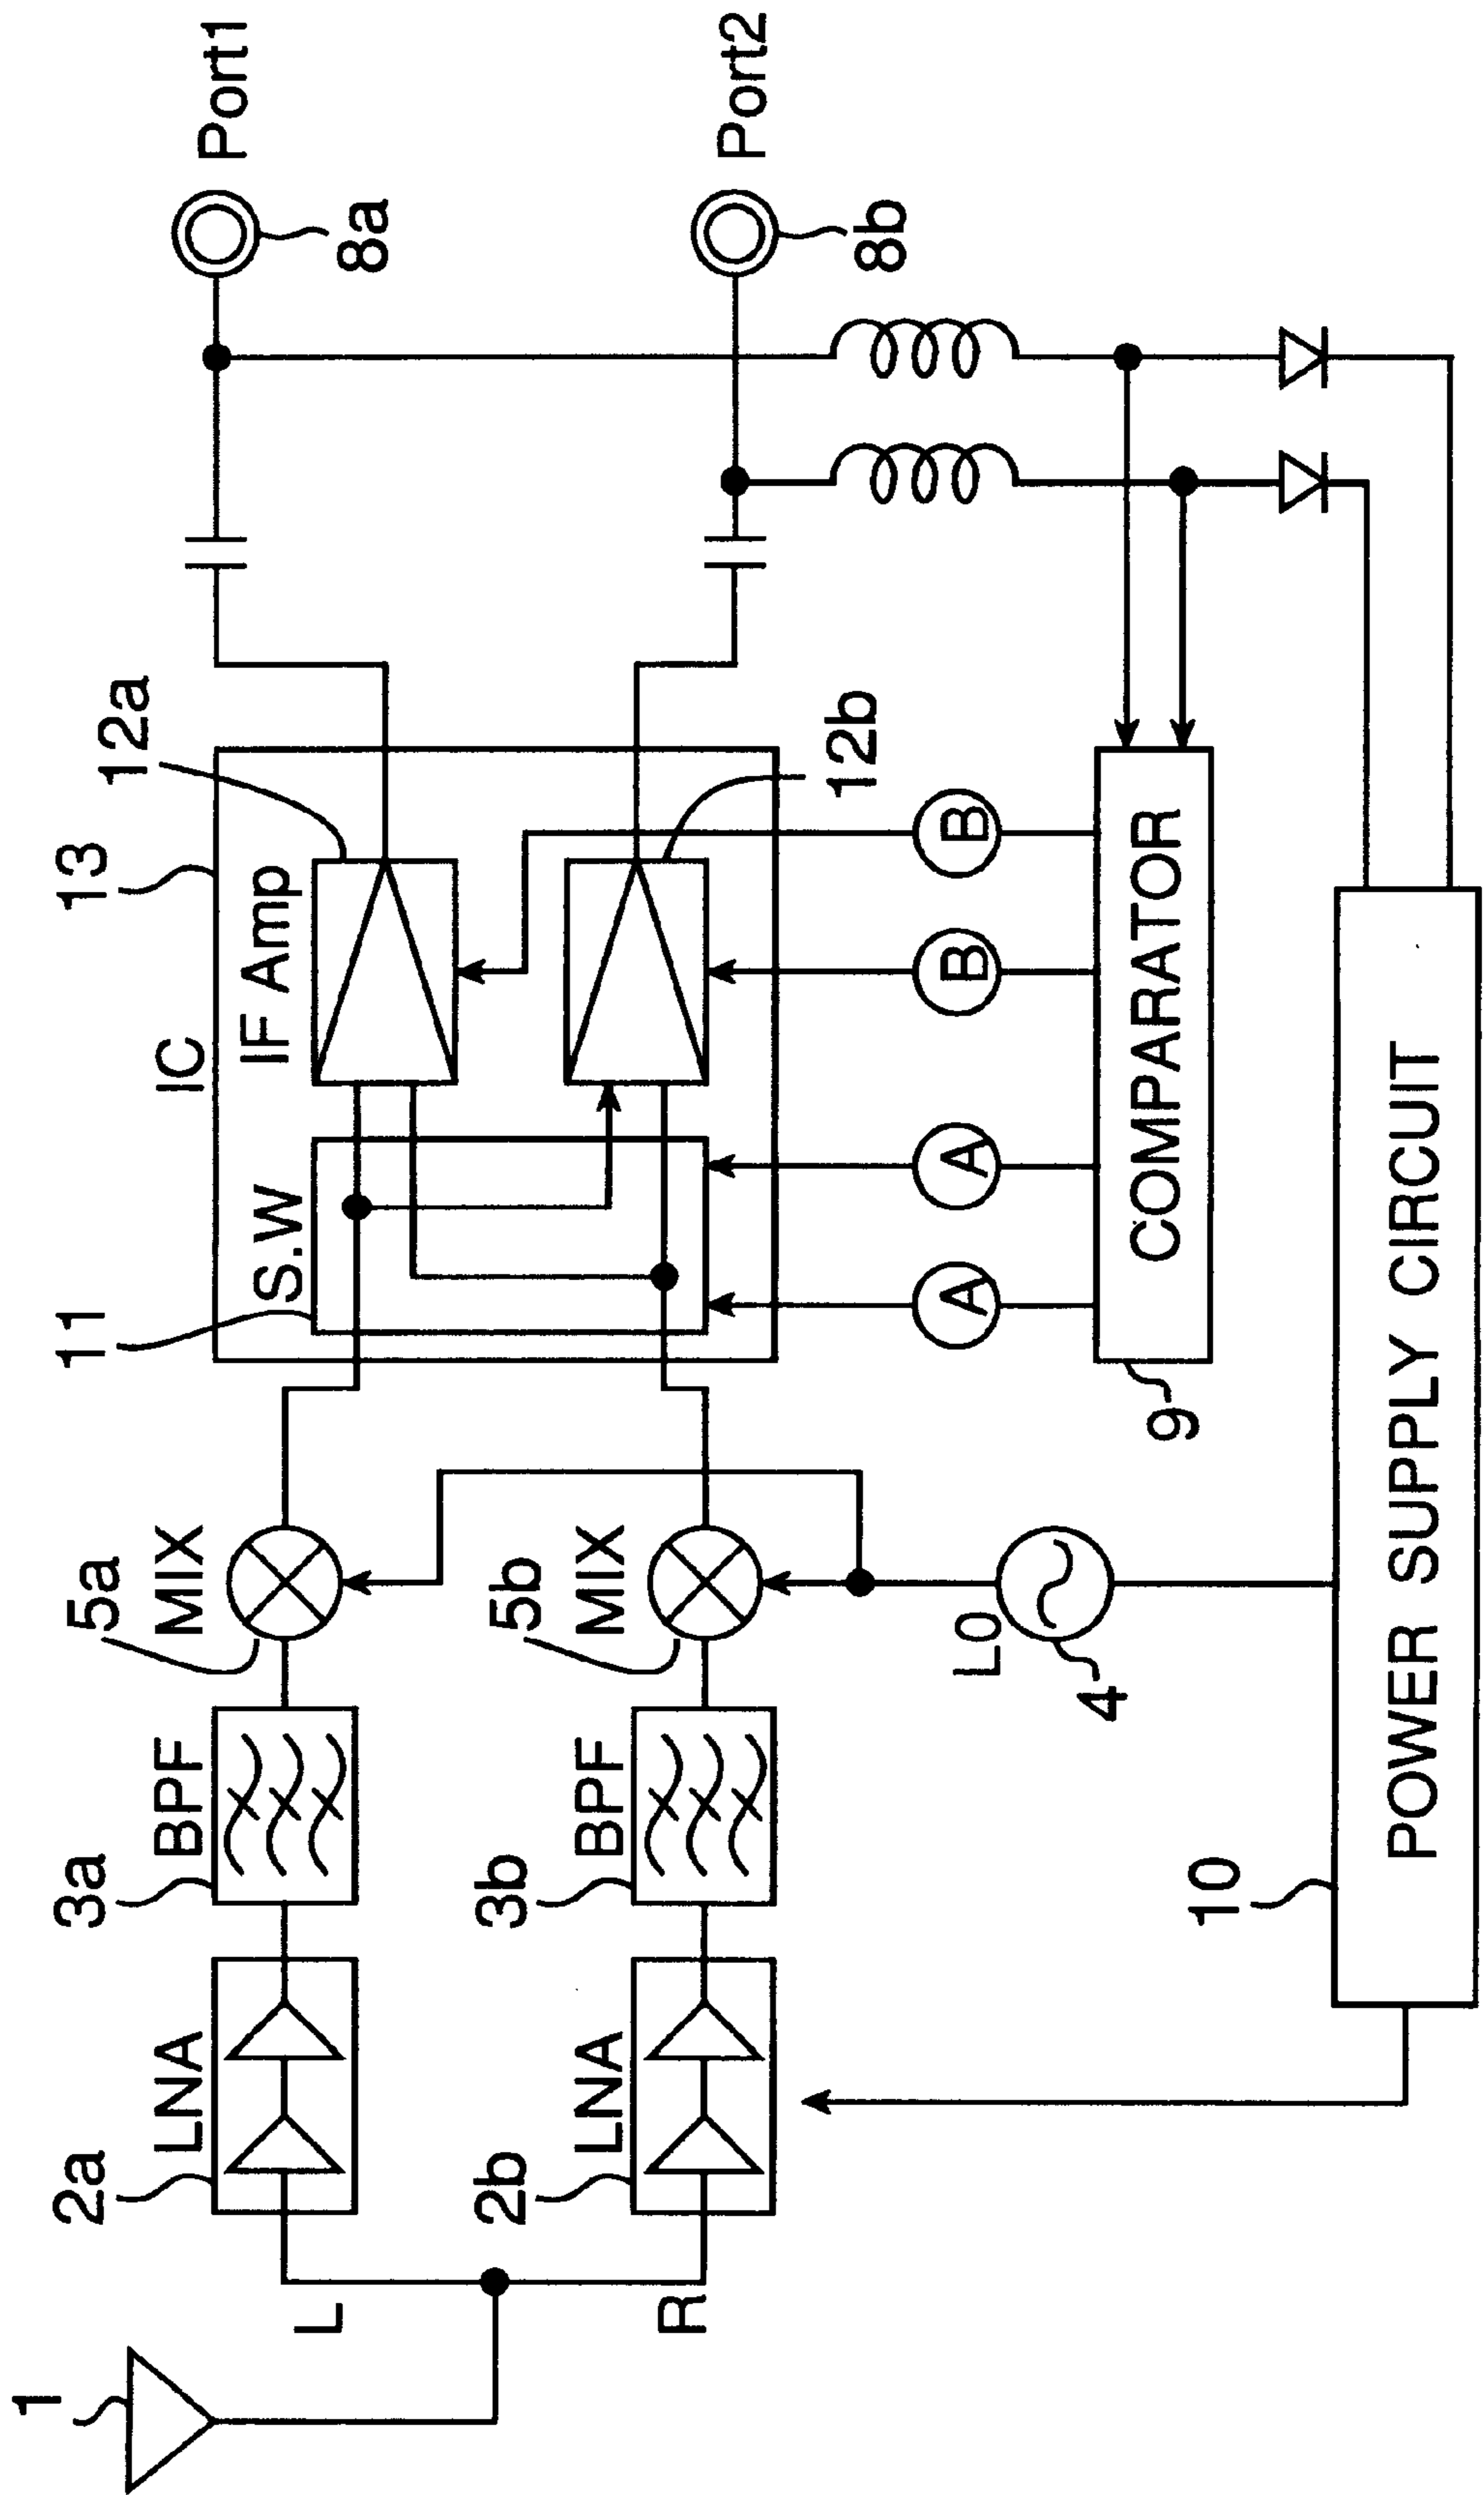 1
L
R
2a
LNA
2b
LNA
3a
BPF
3b
BPF
5a
MIX
5b
MIX
LO
4
11
S.W
13
IC
IF Amp
12a
12b
A
A
B
B
COMPARATOR
9
10
POWER SUPPLY CIRCUIT
Port1
8a
Port2
8b